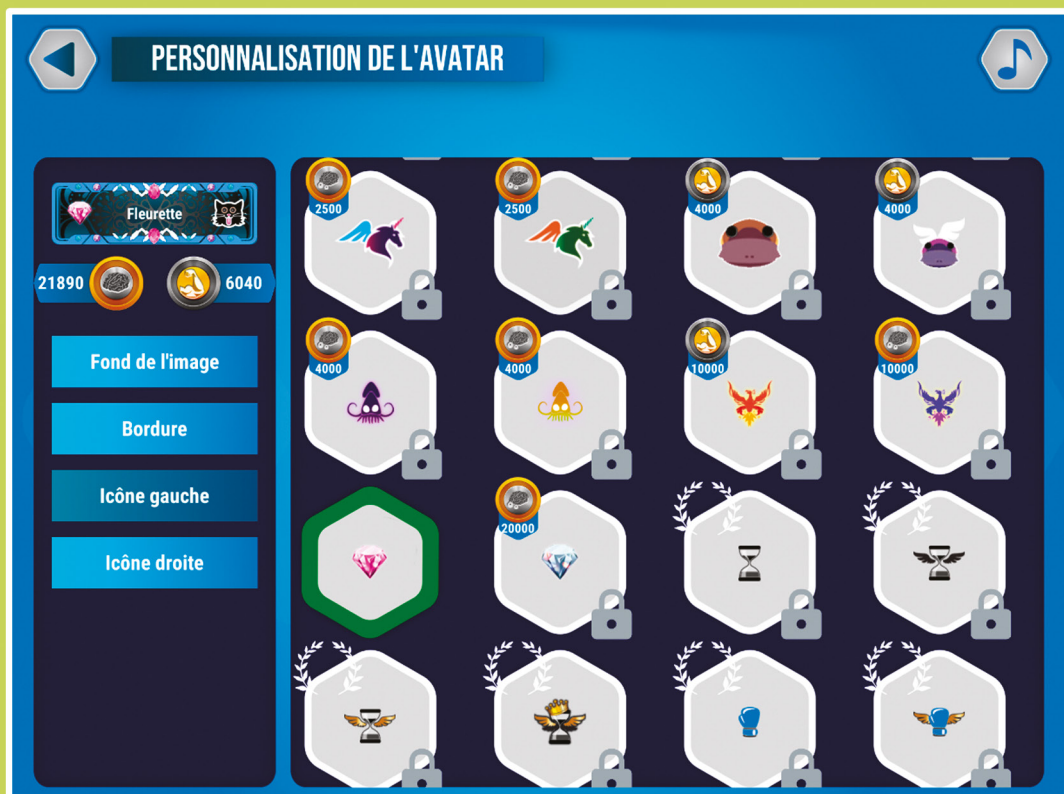 PERSONNALISATION DE L'AVATAR
Fleurette
21890
6040
Fond de l'image
Bordure
Icône gauche
Icône droite
2500
2500
4000
4000
4000
4000
10000
10000
20000